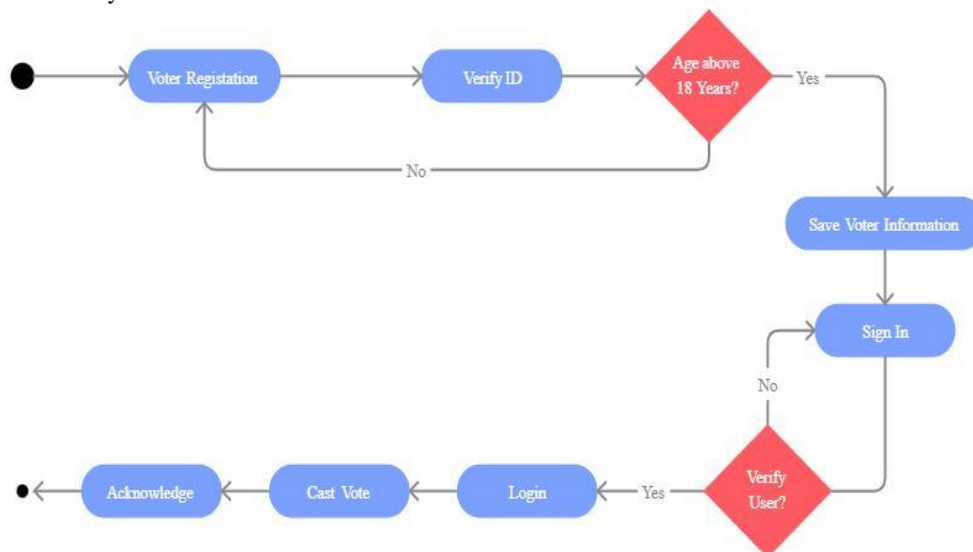 Voter Registation
Verify ID
Age above
18 Years?
Yes
No
Save Voter Information
Sign In
No
Verify
User?
Yes
Login
Cast Vote
Acknowledge